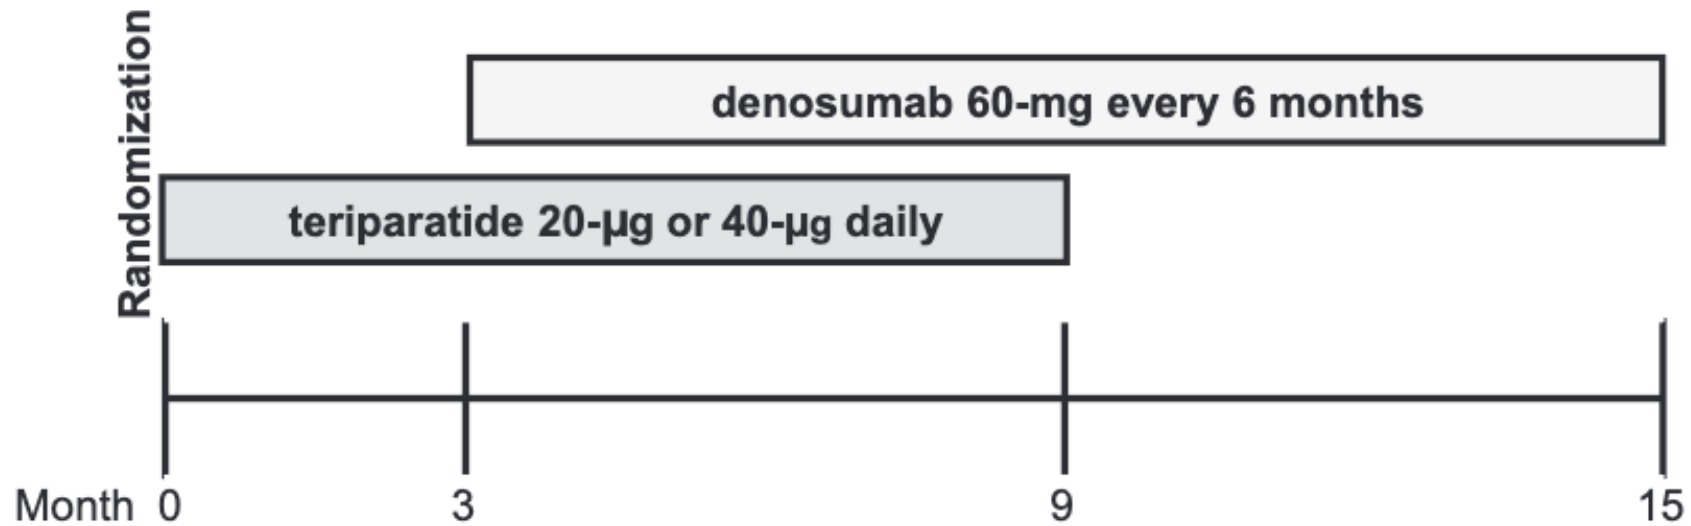 Randomization
denosumab 60-mg every 6 months
teriparatide 20-µg or 40-µg daily
Month 0 3 9 15